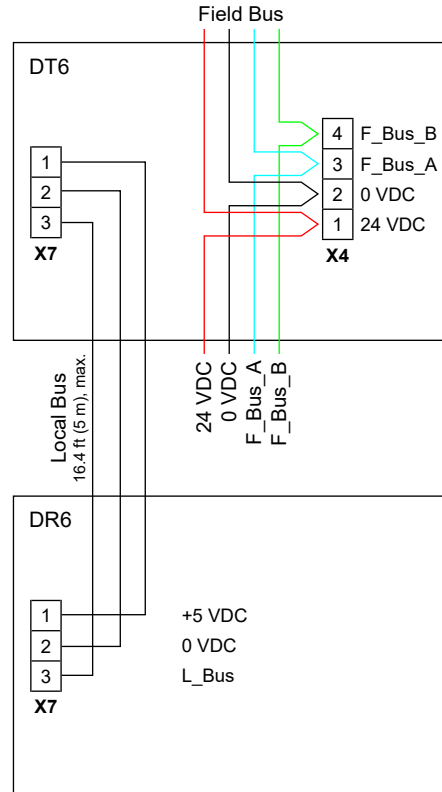 Field Bus
DT6
4 F_Bus_B
3 F_Bus_A
2 0 VDC
1 24 VDC
X4
1
2
3
X7
24 VDC
0 VDC
F_Bus_A
F_Bus_B
Local Bus
16.4 ft (5 m), max.
DR6
1 +5 VDC
2 0 VDC
3 L_Bus
X7